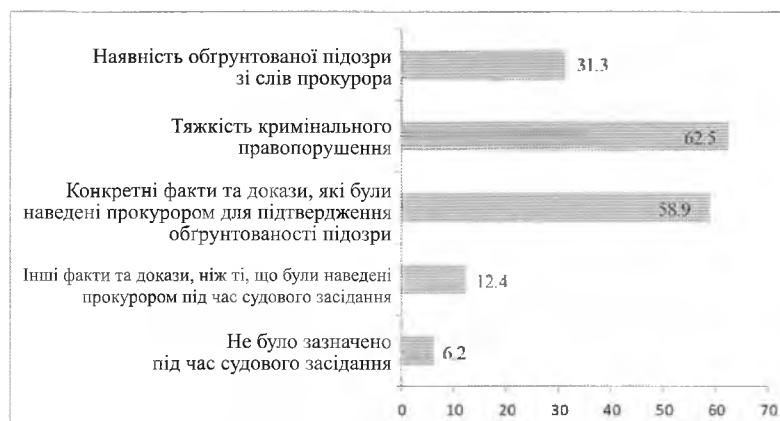 Наявність обґрунтованої підозри
зі слів прокурора
31.3
Тяжкість кримінального
правопорушення
62.5
Конкретні факти та докази, які були
наведені прокурором для підтвердження
обґрунтованості підозри
58.9
Інші факти та докази, ніж ті, що були наведені
прокурором під час судового засідання
12.4
Не було зазначено
під час судового засідання
6.2
0 10 20 30 40 50 60 70